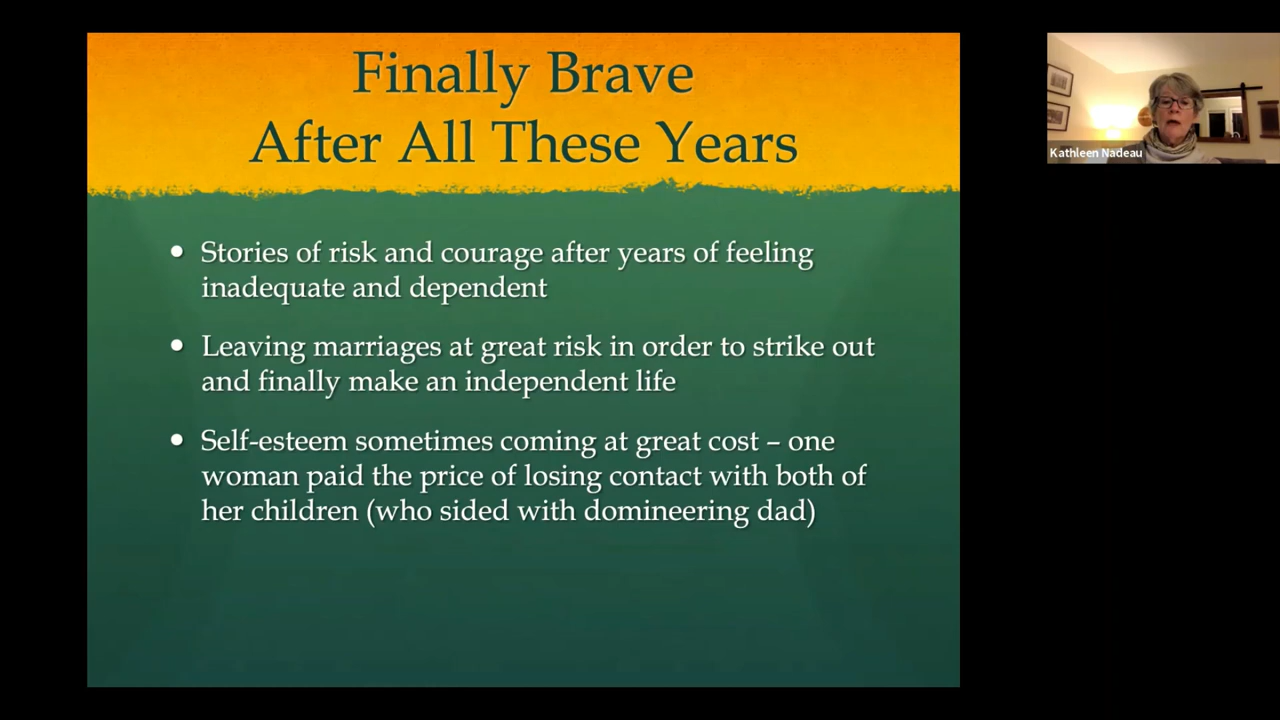 Finally Brave
After All These Years
• Stories of risk and courage after years of feeling
inadequate and dependent
• Leaving marriages at great risk in order to strike out
and finally make an independent life
• Self-esteem sometimes coming at great cost – one
woman paid the price of losing contact with both of
her children (who sided with domineering dad)
Kathleen Nadeau